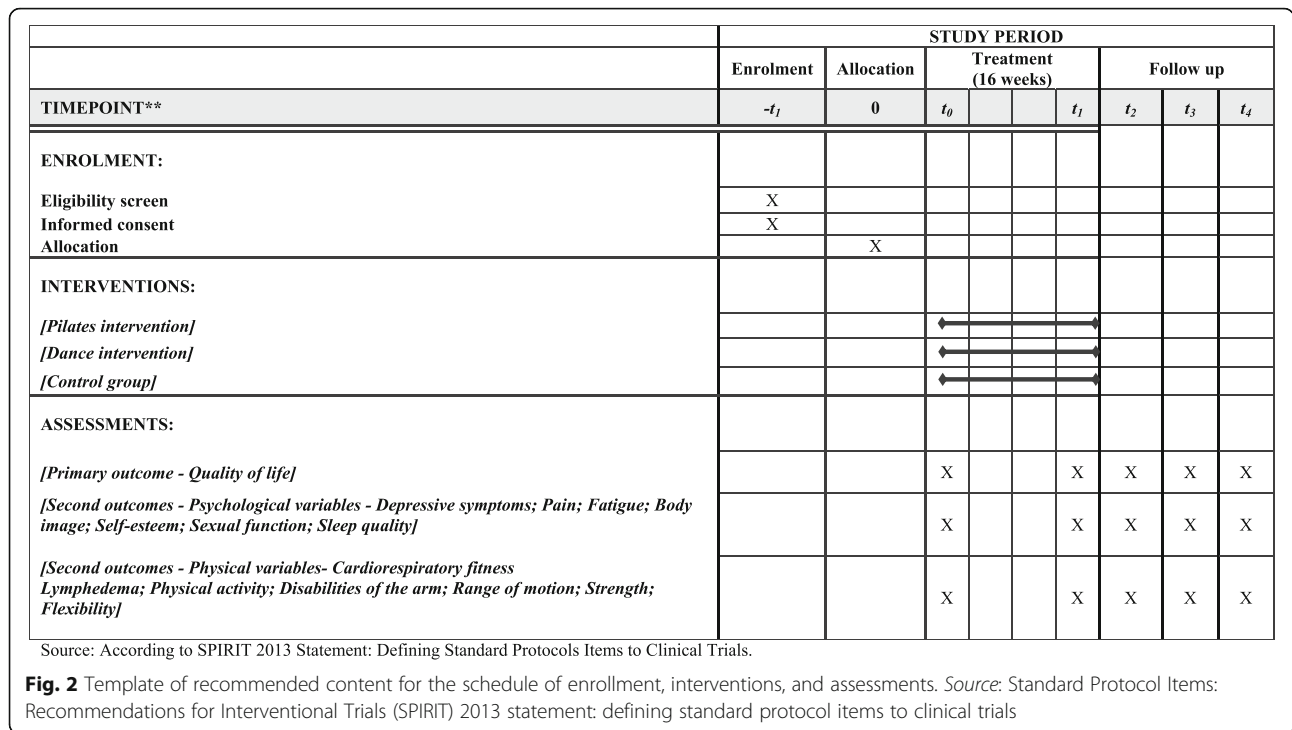 STUDY PERIOD
Enrolment Allocation Treatment (16 weeks) Follow up
TIMEPOINT** -t1 0 t0 t1 t2 t3 t4
ENROLMENT:
Eligibility screen X
Informed consent X
Allocation X
INTERVENTIONS:
[Pilates intervention]
[Dance intervention]
[Control group]
ASSESSMENTS:
[Primary outcome - Quality of life] X X X X X
[Second outcomes - Psychological variables - Depressive symptoms; Pain; Fatigue; Body
image; Self-esteem; Sexual function; Sleep quality] X X X X X
[Second outcomes - Physical variables- Cardiorespiratory fitness
Lymphedema; Physical activity; Disabilities of the arm; Range of motion; Strength;
Flexibility] X X X X X
Source: According to SPIRIT 2013 Statement: Defining Standard Protocols Items to Clinical Trials.
Fig. 2 Template of recommended content for the schedule of enrollment, interventions, and assessments. Source: Standard Protocol Items:
Recommendations for Interventional Trials (SPIRIT) 2013 statement: defining standard protocol items to clinical trials